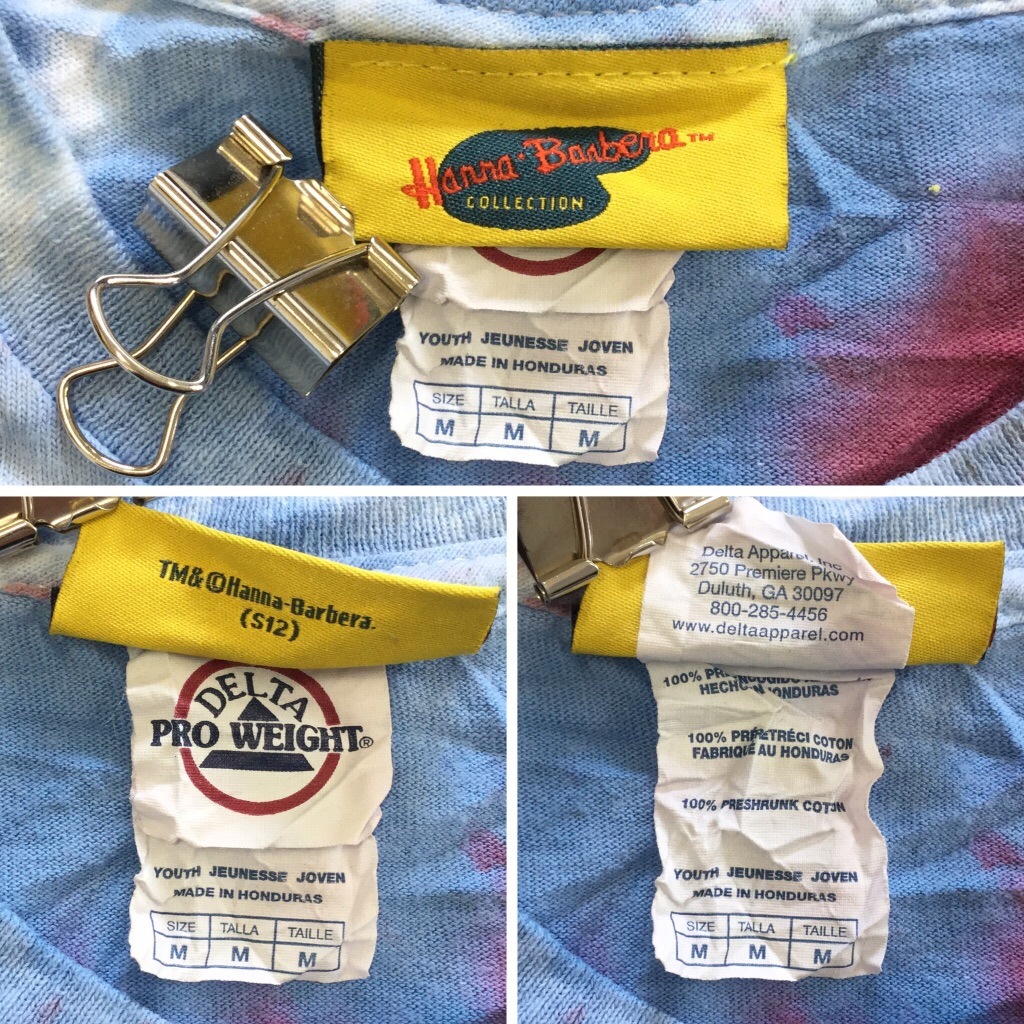 Hanna-Barbera™
COLLECTION
YOUTH JEUNESSE JOVEN
MADE IN HONDURAS
SIZE TALLA TAILLE
M M M
TM&©Hanna-Barbera.
(S12)
DELTA
PRO WEIGHT®
YOUTH JEUNESSE JOVEN
MADE IN HONDURAS
SIZE TALLA TAILLE
M M M
Delta Apparel, Inc
2750 Premiere Pkwy
Duluth, GA 30097
800-285-4456
www.deltaapparel.com
100%
HECHO HONDURAS
100% PRÉRÉTRÉCI COTON
FABRIQUÉ AU HONDURAS
100% PRESHRUNK COTON
YOUTH JEUNESSE JOVEN
MADE IN HONDURAS
SIZE TALLA TAILLE
M M M